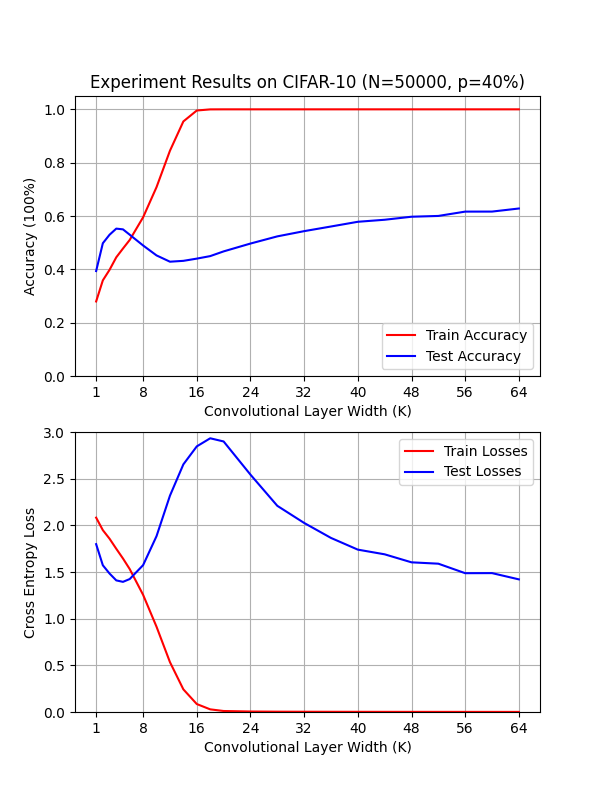 Experiment Results on CIFAR-10 (N=50000, p=40%)
1.0
0.8
0.6
0.4
0.2
0.0
Accuracy (100%)
Train Accuracy
Test Accuracy
1 8 16 24 32 40 48 56 64
Convolutional Layer Width (K)
3.0
2.5
2.0
1.5
1.0
0.5
0.0
Cross Entropy Loss
Train Losses
Test Losses
1 8 16 24 32 40 48 56 64
Convolutional Layer Width (K)